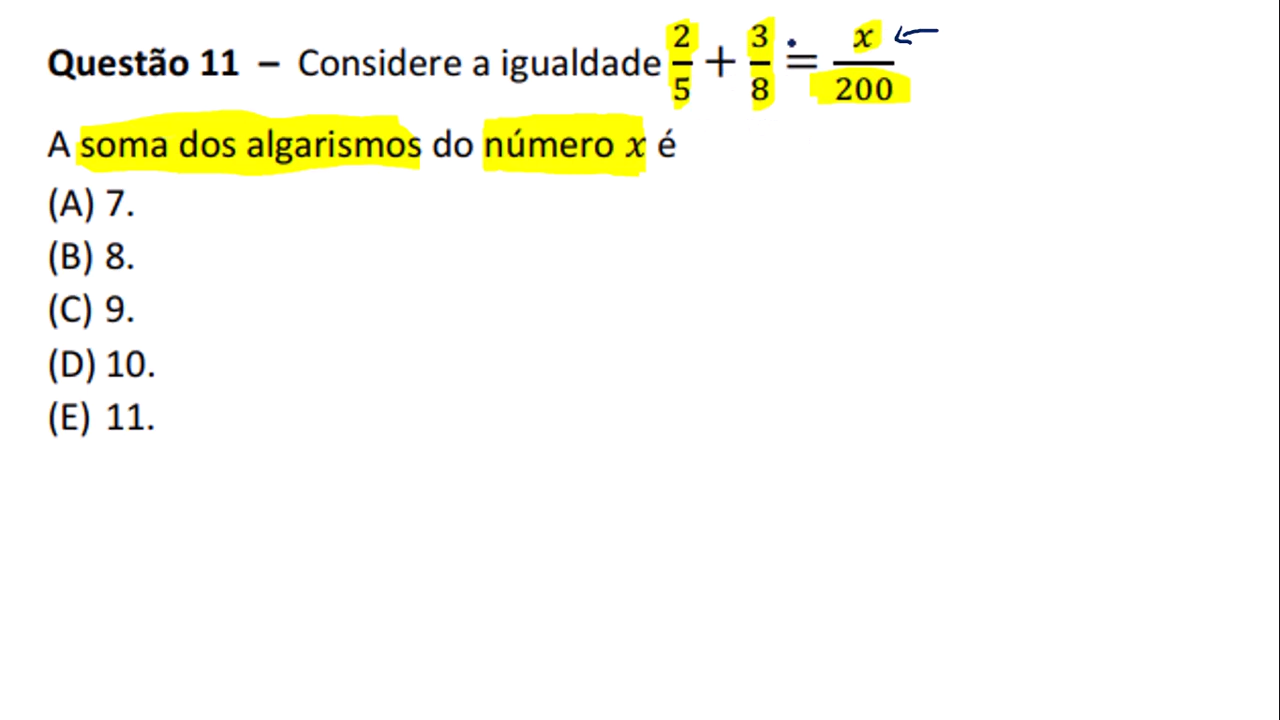 Questão 11 – Considere a igualdade 2/5 + 3/8 = x/200
A soma dos algarismos do número x é
(A) 7.
(B) 8.
(C) 9.
(D) 10.
(E) 11.